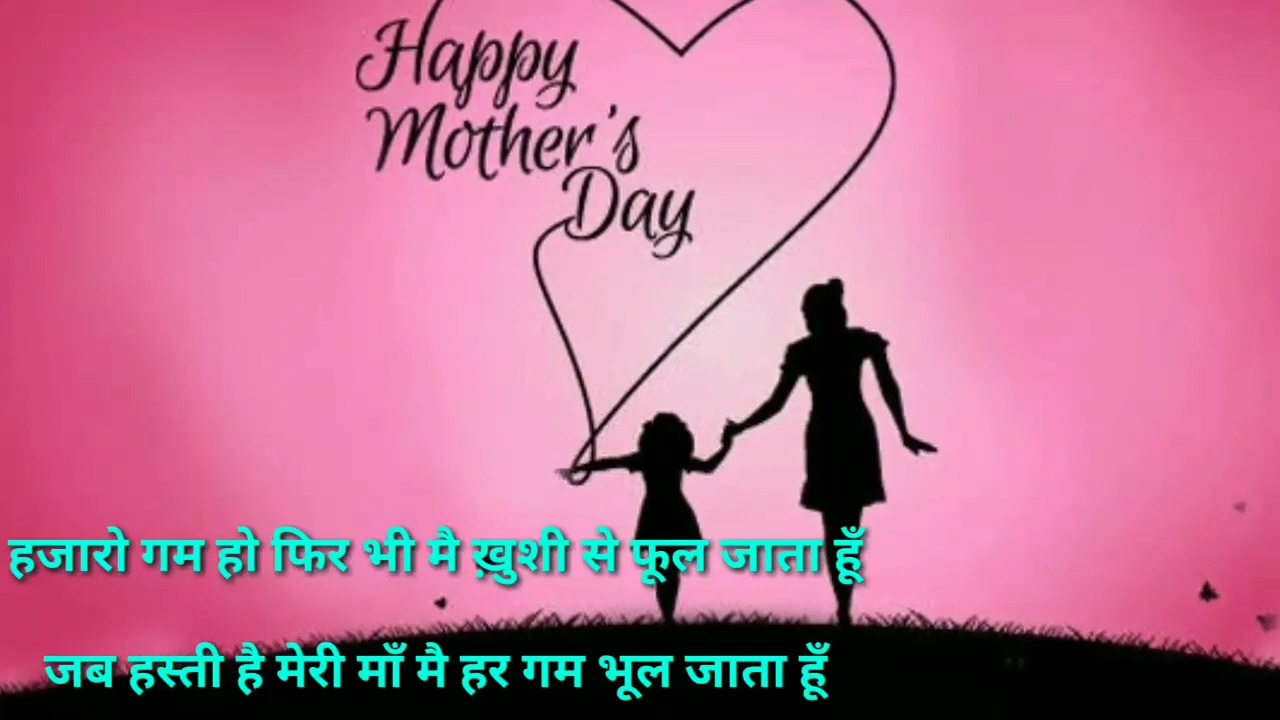 Happy
Mother's
Day
हजारो गम हो फिर भी मै ख़ुशी से फूल जाता हूँ
जब हस्ती है मेरी माँ मै हर गम भूल जाता हूँ